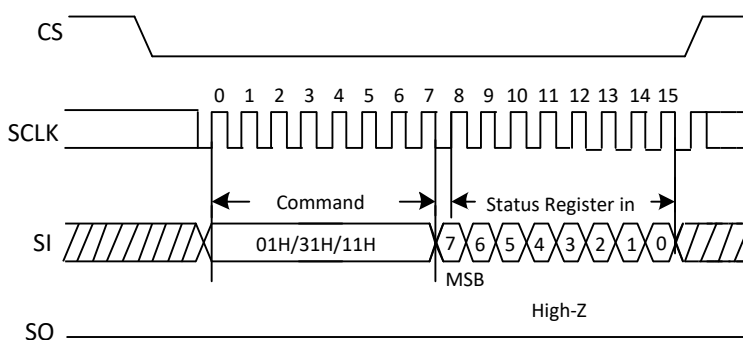 CS
0 1 2 3 4 5 6 7 8 9 10 11 12 13 14 15
SCLK
Command Status Register in
SI 01H/31H/11H 7 6 5 4 3 2 1 0
MSB
High-Z
SO